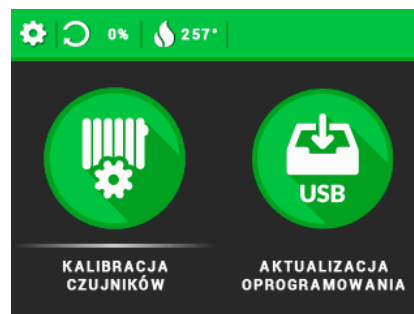 0% 257°
USB
KALIBRACJA
CZUJNIKÓW
AKTUALIZACJA
OPROGRAMOWANIA